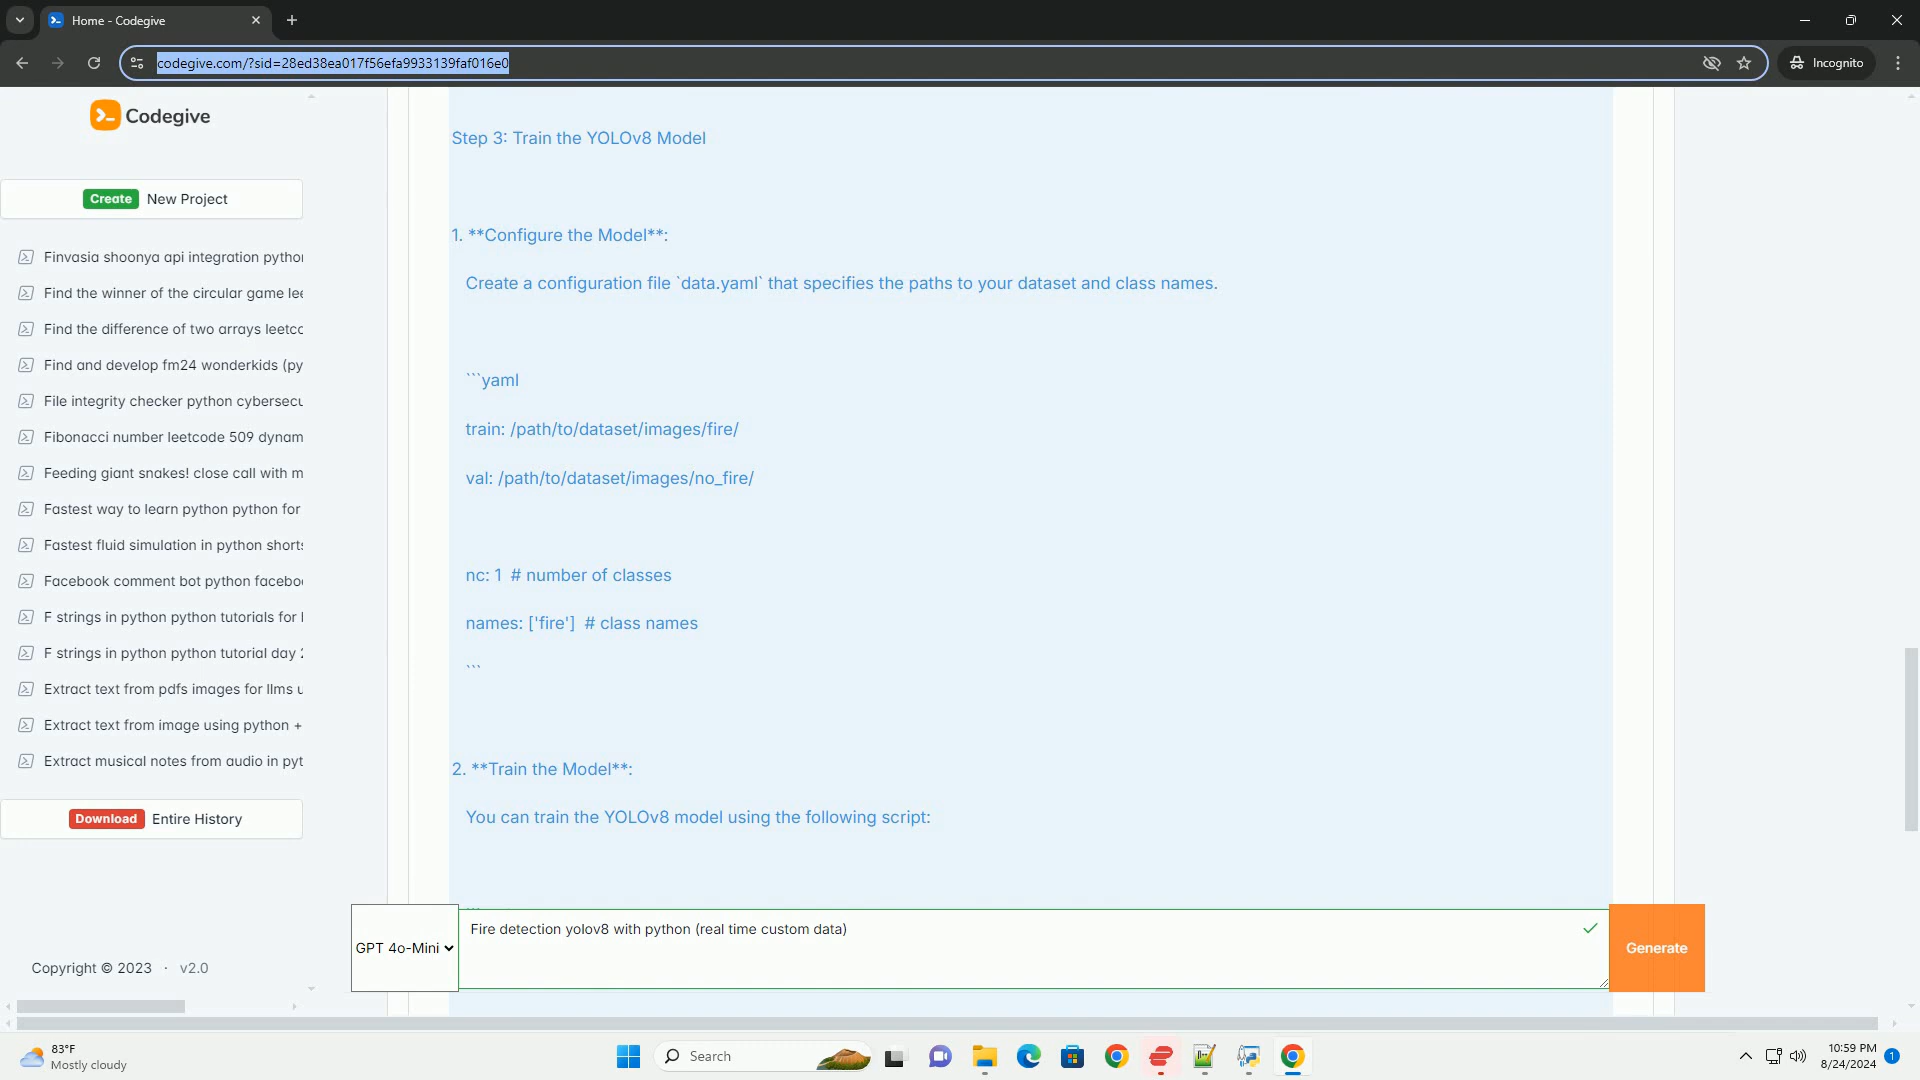 Home - Codegive
codegive.com/?sid=28ed38ea017f56efa9933139faf016e0
Incognito
Codegive
Create New Project
Finvasia shoonya api integration python
Find the winner of the circular game lee
Find the difference of two arrays leetco
Find and develop fm24 wonderkids (py
File integrity checker python cybersecu
Fibonacci number leetcode 509 dynam
Feeding giant snakes! close call with m
Fastest way to learn python python for
Fastest fluid simulation in python shorts
Facebook comment bot python facebo
F strings in python python tutorials for
F strings in python python tutorial day 2
Extract text from pdfs images for llms u
Extract text from image using python +
Extract musical notes from audio in pyt
Download Entire History
Copyright © 2023 · v2.0
Step 3: Train the YOLOv8 Model
1. **Configure the Model**:
Create a configuration file `data.yaml` that specifies the paths to your dataset and class names.
```yaml
train: /path/to/dataset/images/fire/
val: /path/to/dataset/images/no_fire/
nc: 1 # number of classes
names: ['fire'] # class names
```
2. **Train the Model**:
You can train the YOLOv8 model using the following script:
GPT 4o-Mini
Fire detection yolov8 with python (real time custom data)
Generate
83°F
Mostly cloudy
Search
10:59 PM
8/24/2024
1